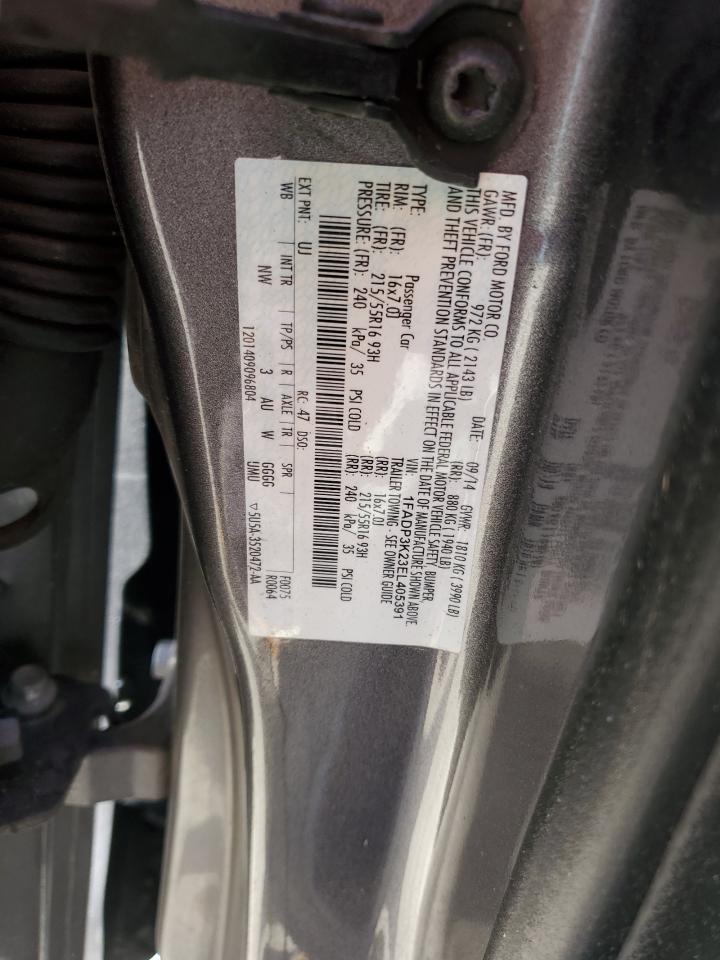 MFD. BY FORD MOTOR CO.
DATE: 09/14 GVWR: 1810 KG ( 3990 LB)
GAWR: (FR): 972 KG ( 2143 LB) (RR): 880 KG ( 1940 LB)
THIS VEHICLE CONFORMS TO ALL APPLICABLE FEDERAL MOTOR VEHICLE SAFETY, BUMPER
AND THEFT PREVENTION STANDARDS IN EFFECT ON THE DATE OF MANUFACTURE SHOWN ABOVE.
VIN: 1FADP3K23EL405391
TYPE: Passenger Car TRAILER TOWING - SEE OWNER GUIDE
RIM: (FR): 16x7.0J (RR): 16x7.0J
TIRE: (FR): 215/55R16 93H (RR): 215/55R16 93H
PRESSURE: (FR): 240 kPa/ 35 PSI COLD (RR): 240 kPa/ 35 PSI COLD
EXT PNT: UJ RC: 47 DSO: F0075
WB INT TR TP/PS R AXLE TR SPR R0064
NW 3 AU W GGGG
1201409096804 UMU ▽5U5A-3520472-AA